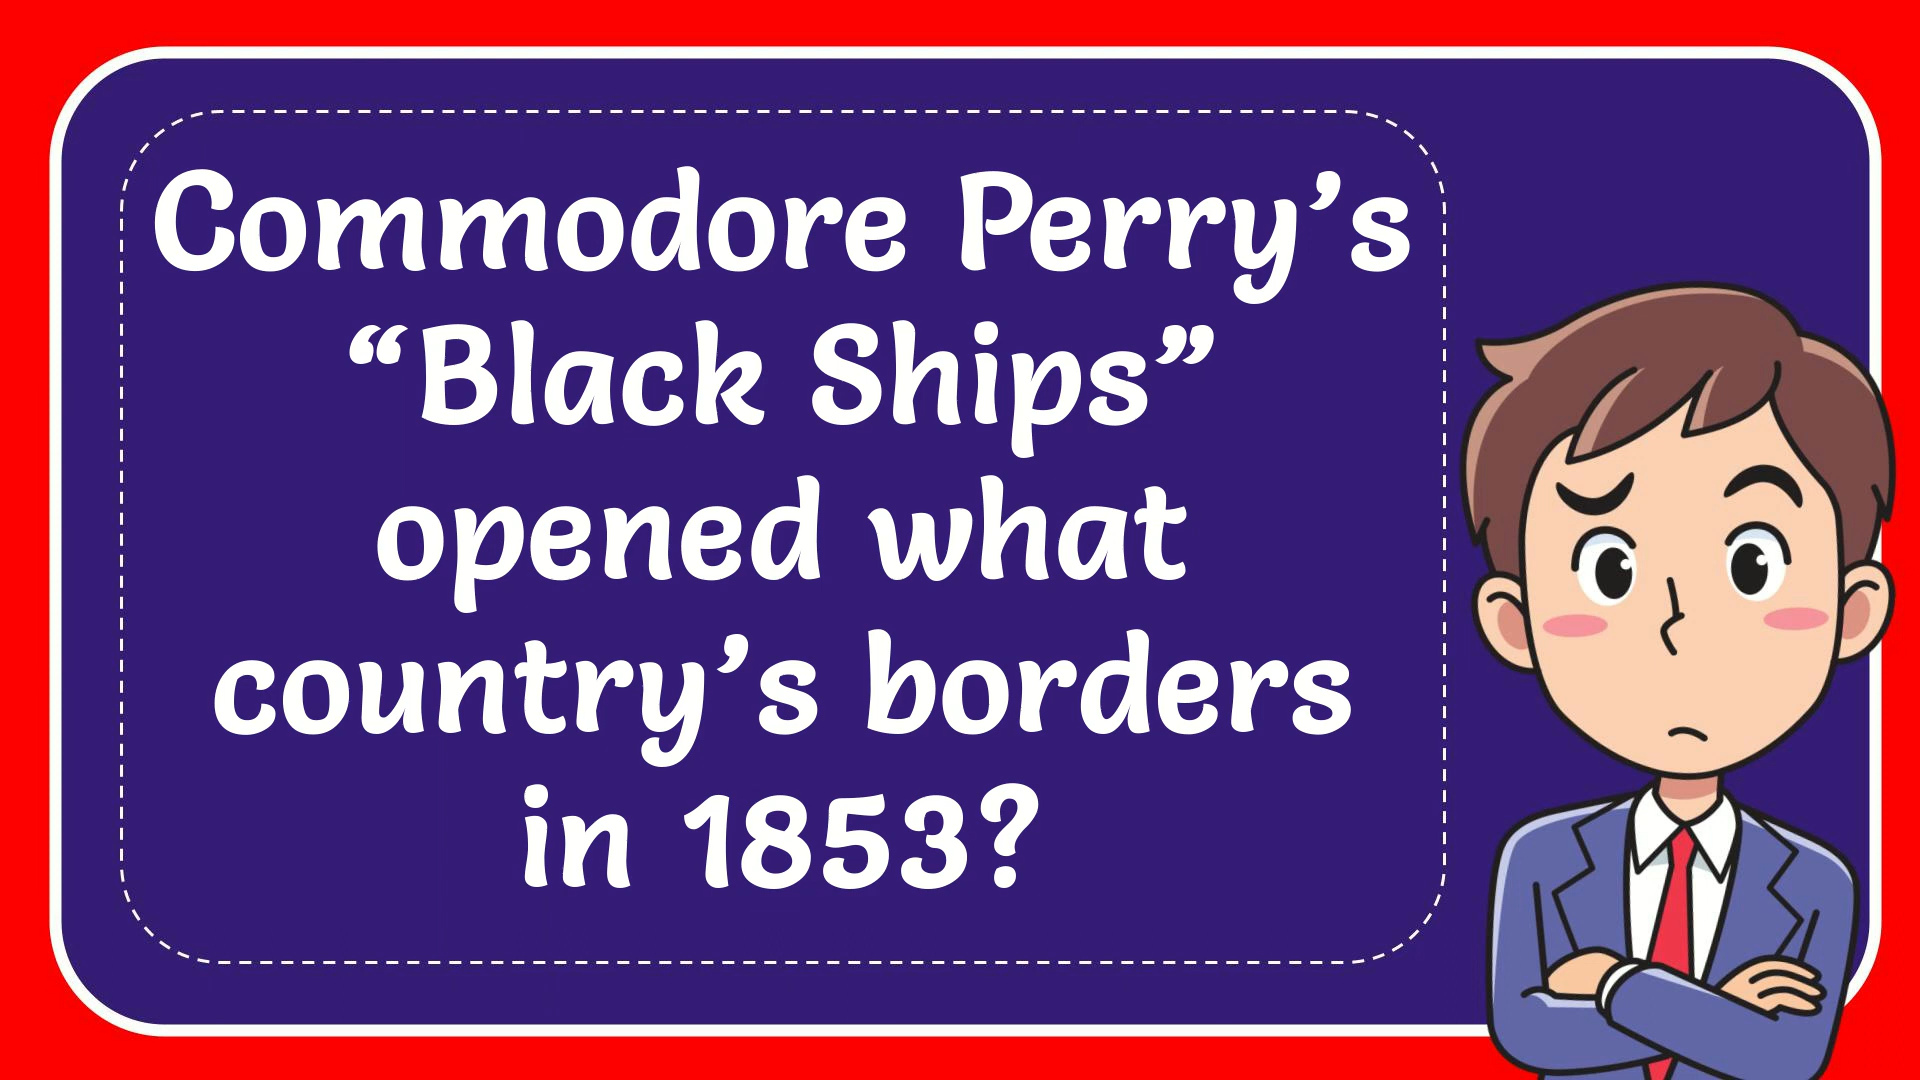 Commodore Perry’s
“Black Ships”
opened what
country’s borders
in 1853?